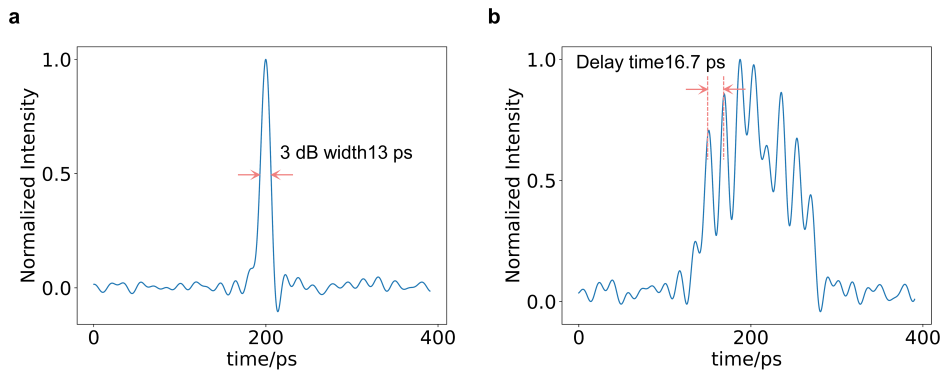 a
1.0
0.5
0.0
Normalized Intensity
3 dB width13 ps
0
200
400
time/ps
b
1.0
0.5
0.0
Normalized Intensity
Delay time16.7 ps
0
200
400
time/ps